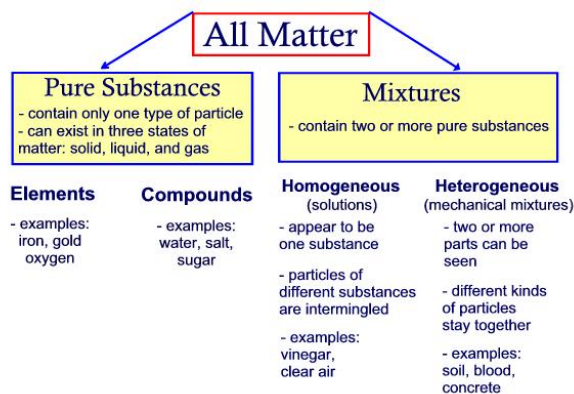 All Matter
Pure Substances
- contain only one type of particle
- can exist in three states of
matter: solid, liquid, and gas
Mixtures
- contain two or more pure substances
Elements
- examples:
iron, gold
oxygen
Compounds
- examples:
water, salt,
sugar
Homogeneous
(solutions)
- appear to be
one substance
- particles of
different substances
are intermingled
- examples:
vinegar,
clear air
Heterogeneous
(mechanical mixtures)
- two or more
parts can be
seen
- different kinds
of particles
stay together
- examples:
soil, blood,
concrete